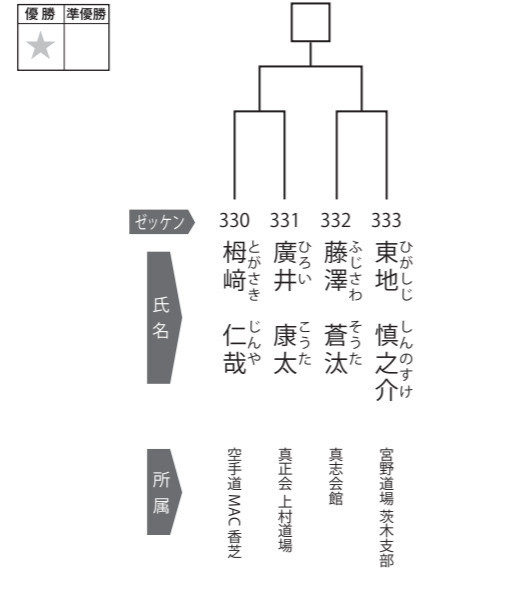 優勝 準優勝
★
ゼッケン 330 331 332 333
氏名
栂﨑 仁哉
とがさき じんや
廣井 康太
ひろい こうた
藤澤 蒼汰
ふじさわ そうた
東地 慎之介
ひがしじ しんのすけ
所属
空手道 MAC 香芝
真正会 上村道場
真志会館
宮野道場 茨木支部